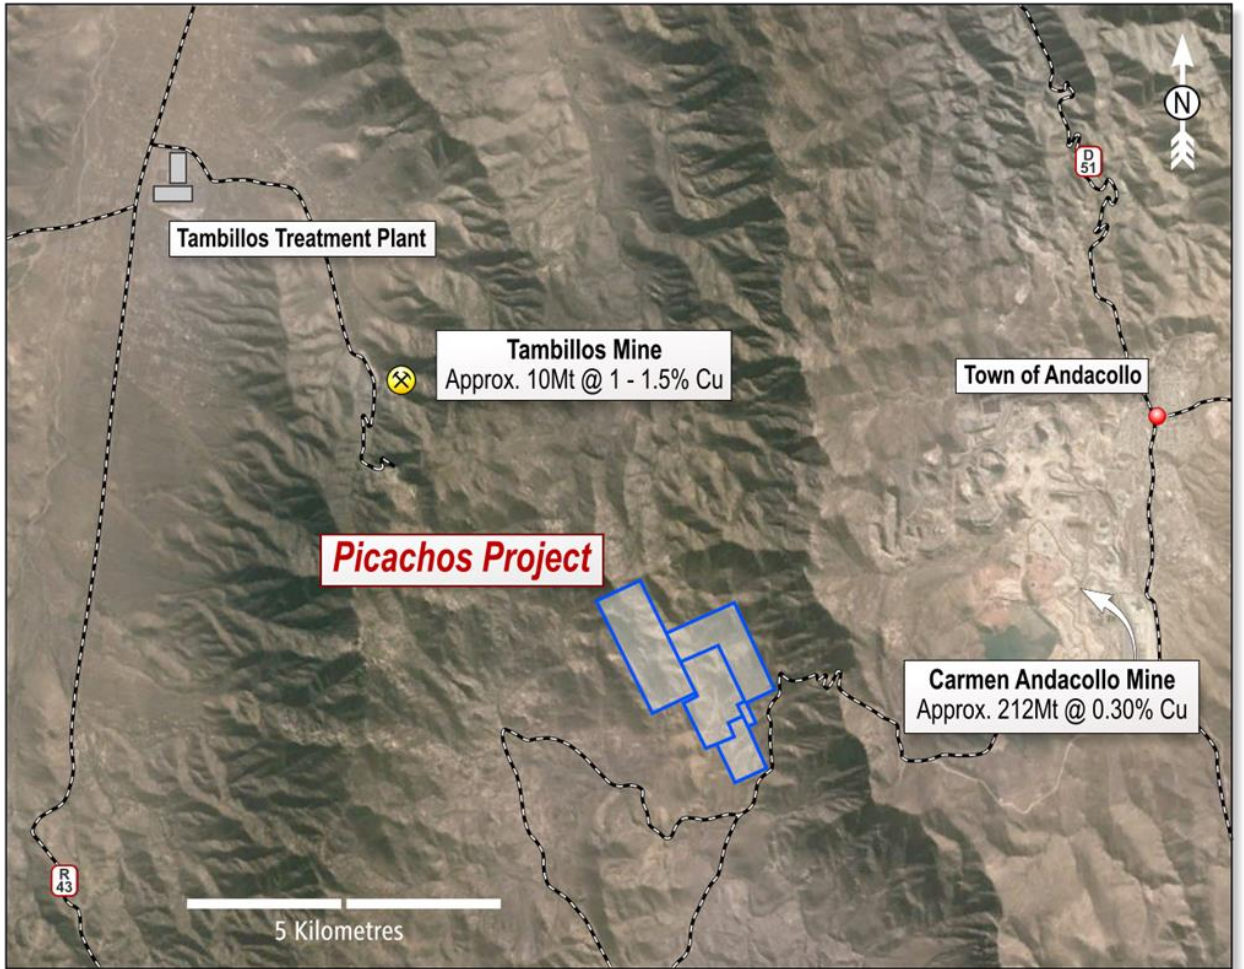 N
D
51
Tambillos Treatment Plant
Tambillos Mine
Approx. 10Mt @ 1 - 1.5% Cu
Town of Andacollo
Picachos Project
Carmen Andacollo Mine
Approx. 212Mt @ 0.30% Cu
R
43
5 Kilometres